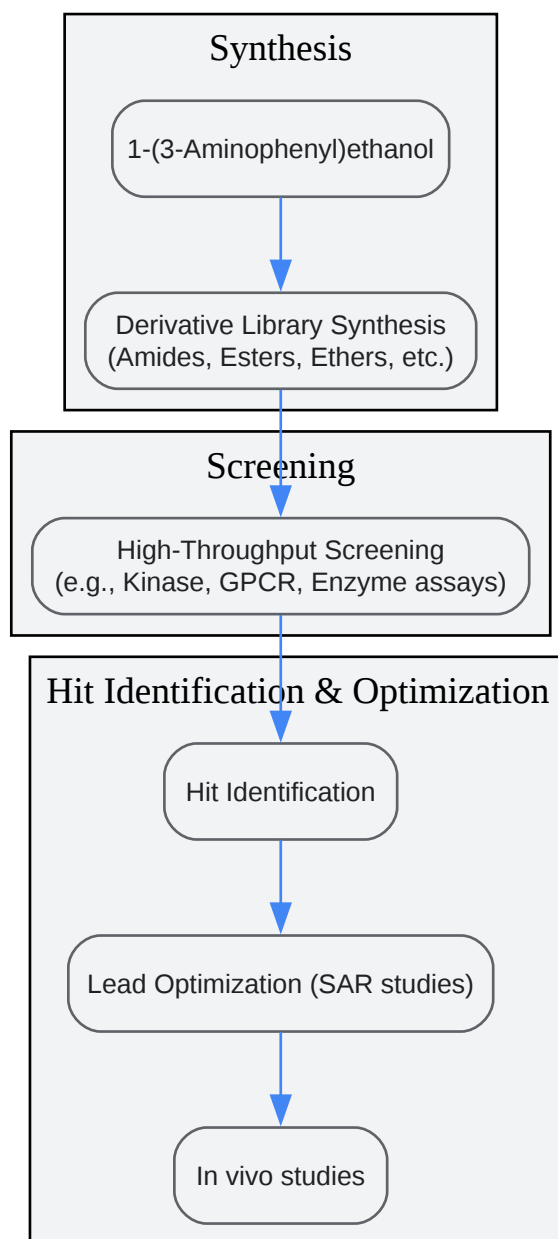 Synthesis
1-(3-Aminophenyl)ethanol
Derivative Library Synthesis
(Amides, Esters, Ethers, etc.)
Screening
High-Throughput Screening
(e.g., Kinase, GPCR, Enzyme assays)
Hit Identification & Optimization
Hit Identification
Lead Optimization (SAR studies)
In vivo studies